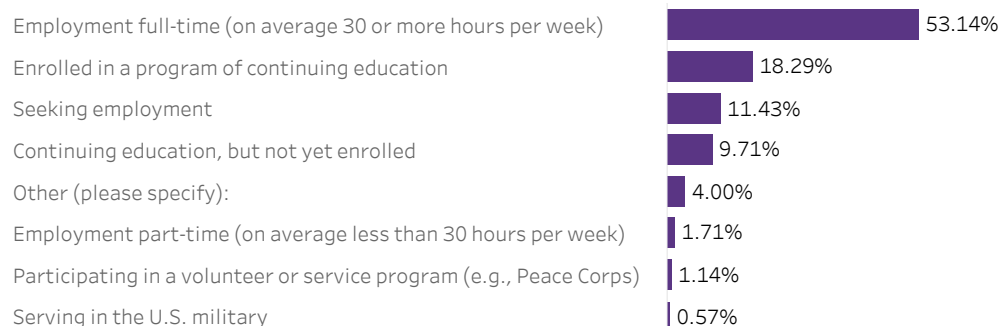 Employment full-time (on average 30 or more hours per week) 53.14%
Enrolled in a program of continuing education 18.29%
Seeking employment 11.43%
Continuing education, but not yet enrolled 9.71%
Other (please specify): 4.00%
Employment part-time (on average less than 30 hours per week) 1.71%
Participating in a volunteer or service program (e.g., Peace Corps) 1.14%
Serving in the U.S. military 0.57%